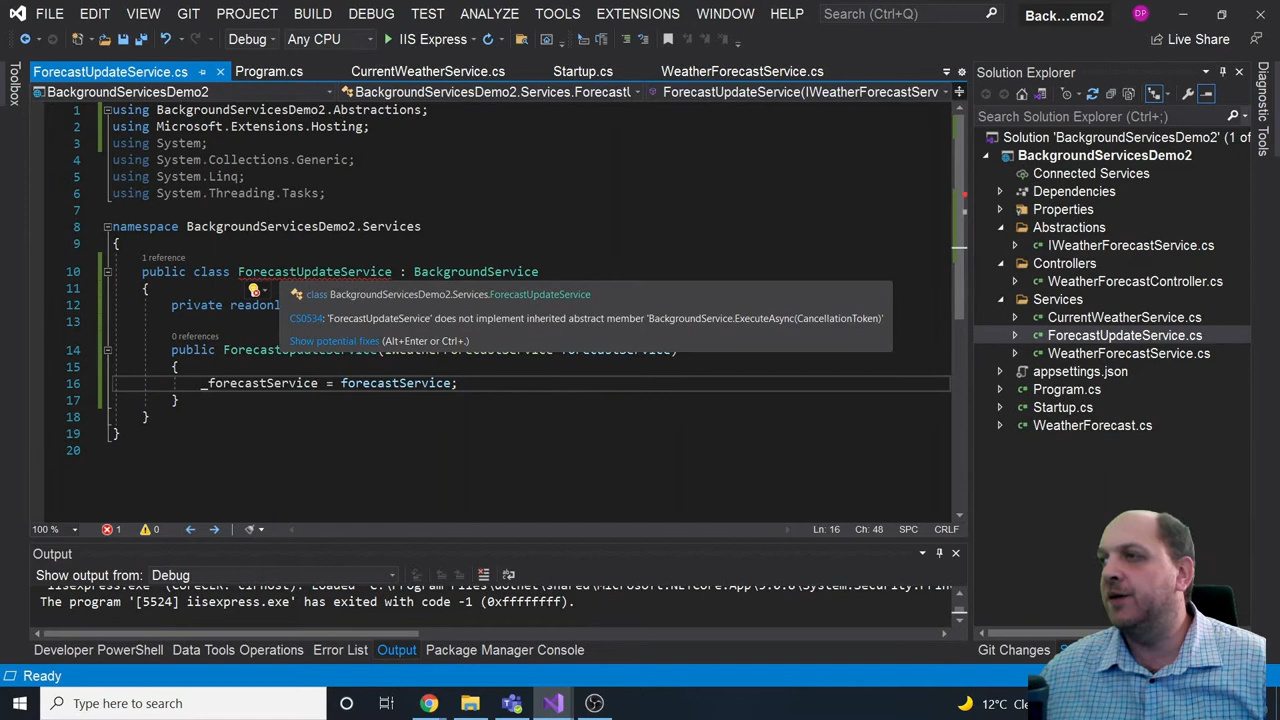 FILE EDIT VIEW GIT PROJECT BUILD DEBUG TEST ANALYZE TOOLS EXTENSIONS WINDOW HELP Search (Ctrl+Q) Back...emo2 DP
Debug Any CPU IIS Express Live Share
ForecastUpdateService.cs Program.cs CurrentWeatherService.cs Startup.cs WeatherForecastService.cs
BackgroundServicesDemo2 BackgroundServicesDemo2.Services.Forecast ForecastUpdateService(IWeatherForecastServ
Toolbox
1 using BackgroundServicesDemo2.Abstractions;
2 using Microsoft.Extensions.Hosting;
3 using System;
4 using System.Collections.Generic;
5 using System.Linq;
6 using System.Threading.Tasks;
7
8 namespace BackgroundServicesDemo2.Services
9 {
1 reference
10 public class ForecastUpdateService : BackgroundService
11 {
12 private readonl
13
0 references
14 public
15 {
16 _forecastService = forecastService;
17 }
18 }
19 }
20
class BackgroundServicesDemo2.Services.ForecastUpdateService
CS0534: 'ForecastUpdateService' does not implement inherited abstract member 'BackgroundService.ExecuteAsync(CancellationToken)'
Show potential fixes (Alt+Enter or Ctrl+.)
100 % 1 0 Ln: 16 Ch: 48 SPC CRLF
Output
Show output from: Debug
The program '[5524] iisexpress.exe' has exited with code -1 (0xffffffff).
Developer PowerShell Data Tools Operations Error List Output Package Manager Console
Ready
Solution Explorer
Search Solution Explorer (Ctrl+;)
Solution 'BackgroundServicesDemo2' (1 of
BackgroundServicesDemo2
Connected Services
Dependencies
Properties
Abstractions
IWeatherForecastService.cs
Controllers
WeatherForecastController.cs
Services
CurrentWeatherService.cs
ForecastUpdateService.cs
WeatherForecastService.cs
appsettings.json
Program.cs
Startup.cs
WeatherForecast.cs
Git Changes
Diagnostic Tools
Type here to search 12°C